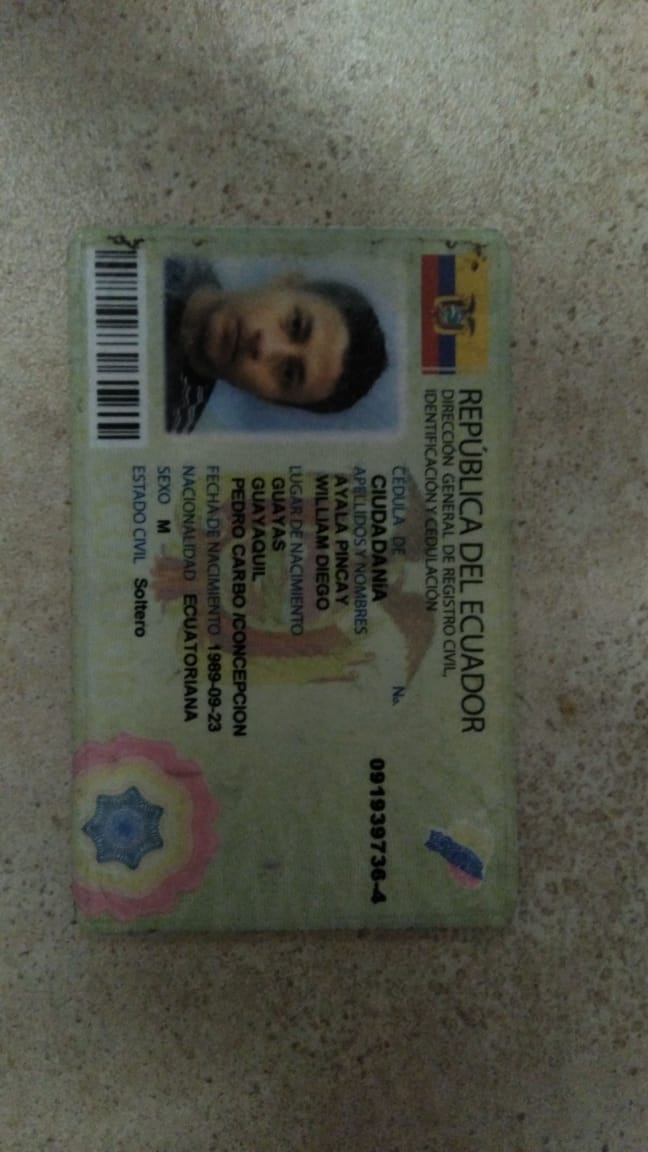 REPÚBLICA DEL ECUADOR
DIRECCIÓN GENERAL DE REGISTRO CIVIL,
IDENTIFICACIÓN Y CEDULACIÓN
CÉDULA DE No. 091939736-4
CIUDADANÍA
APELLIDOS Y NOMBRES
AYALA PINCAY
WILLIAM DIEGO
LUGAR DE NACIMIENTO
GUAYAS
GUAYAQUIL
PEDRO CARBO /CONCEPCION
FECHA DE NACIMIENTO 1989-09-23
NACIONALIDAD ECUATORIANA
SEXO M
ESTADO CIVIL Soltero